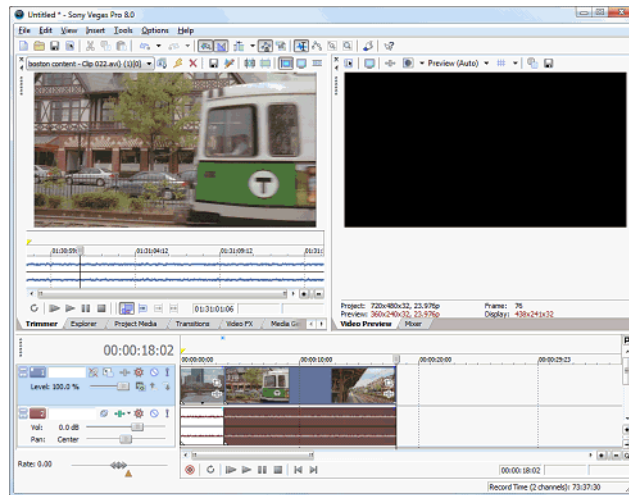 Untitled * - Sony Vegas Pro 8.0
File Edit View Insert Tools Options Help
boston content - Clip 022.avi} (1)[0]
Preview (Auto)
T
01:31:04:12 01:31:09:12
01:31:01:06
Project: 720x480x32, 23.976p Frame: 76
Preview: 360x240x32, 23.976p Display: 438x241x32
Trimmer Explorer Project Media Transitions Video FX
Video Preview Mixer
00:00:18:02
00:00:00:00 00:00:10:00 00:00:20:00 00:00:29:23
Level: 100.0 %
Vol: 0.0 dB
Pan: Center
Rate: 0.00
00:00:18:02
Record Time (2 channels): 73:37:30